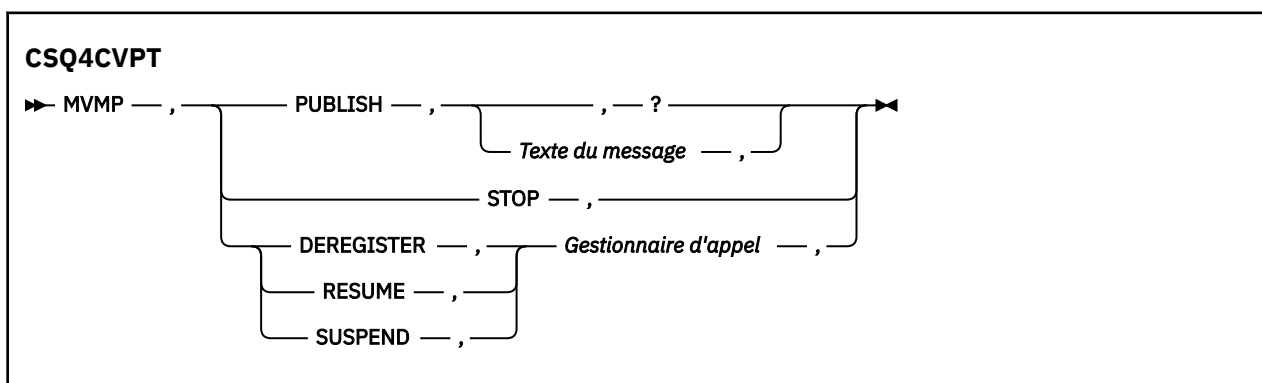 CSQ4CVPT
MVMP , PUBLISH , , ?
Texte du message ,
STOP ,
DEREGISTER , Gestionnaire d'appel ,
RESUME ,
SUSPEND ,